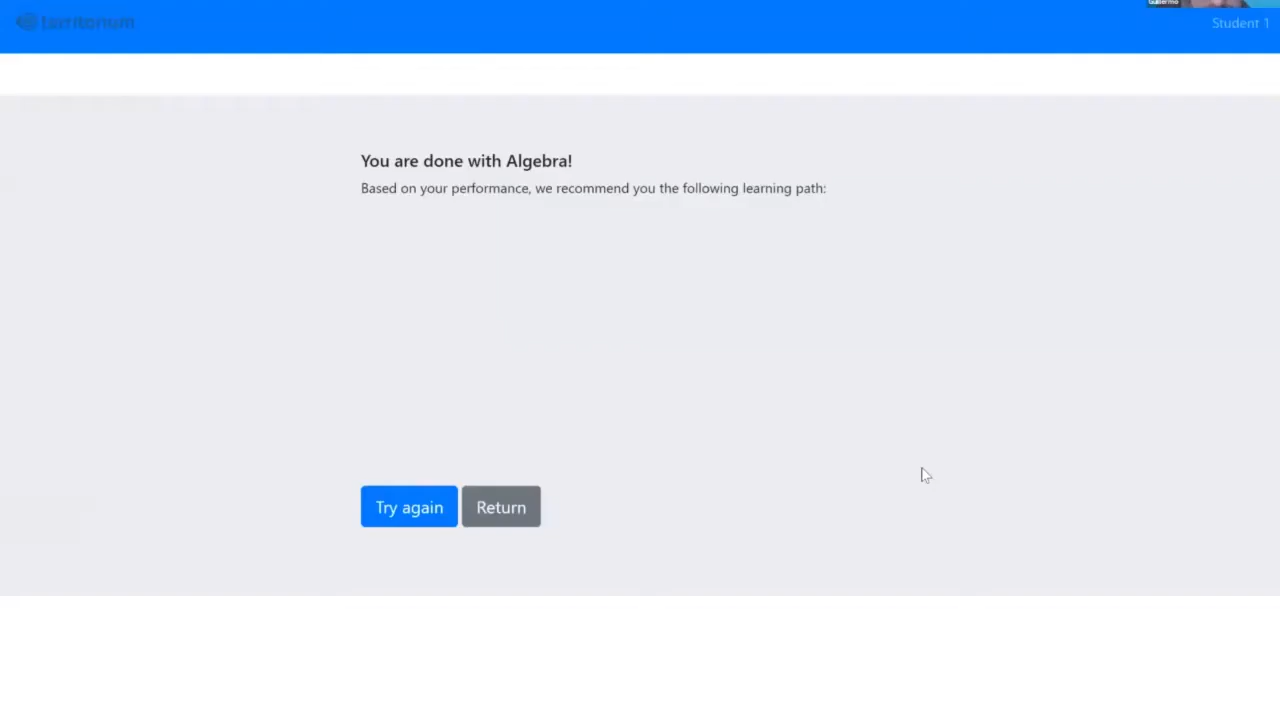 Guillermo
Student 1
You are done with Algebra!
Based on your performance, we recommend you the following learning path:
Try again
Return